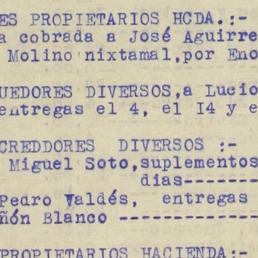 ES PROPIETARIOS HCDA.:-
a cobrada a José Aguirre
Molino nixtamal,por Eno
UEDORES DIVERSOS,a Lucio
entregas el 4, el I4 y e
CREDDORES DIVERSOS :-
Miguel Soto,suplementos
días-------
Pedro Valdés, entregas
ñón Blanco --------------
PROPIETARIOS HACIENDA:-